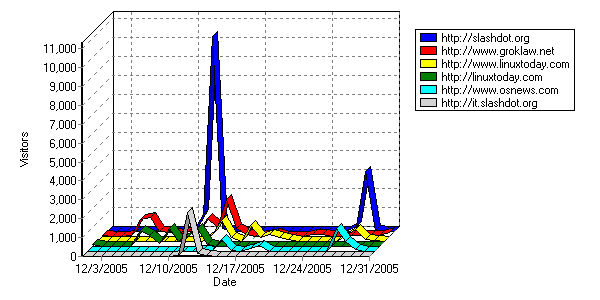 11,000
10,000
9,000
8,000
7,000
6,000
5,000
4,000
3,000
2,000
1,000
0
Visitors
12/3/2005 12/10/2005 12/17/2005 12/24/2005 12/31/2005
Date
http://slashdot.org
http://www.groklaw.net
http://www.linuxtoday.com
http://linuxtoday.com
http://www.osnews.com
http://it.slashdot.org